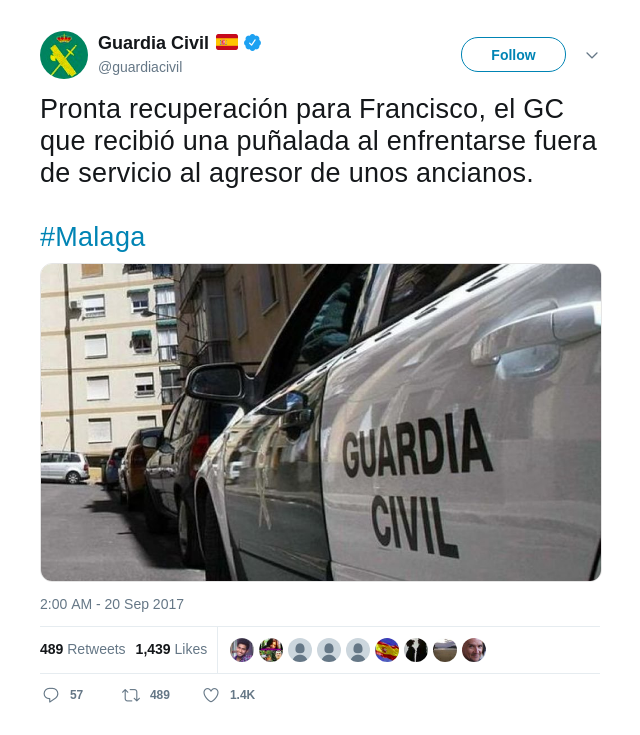 Guardia Civil 🇪🇸
@guardiacivil
Follow
Pronta recuperación para Francisco, el GC
que recibió una puñalada al enfrentarse fuera
de servicio al agresor de unos ancianos.
#Malaga
GUARDIA
CIVIL
2:00 AM - 20 Sep 2017
489 Retweets 1,439 Likes
57 489 1.4K